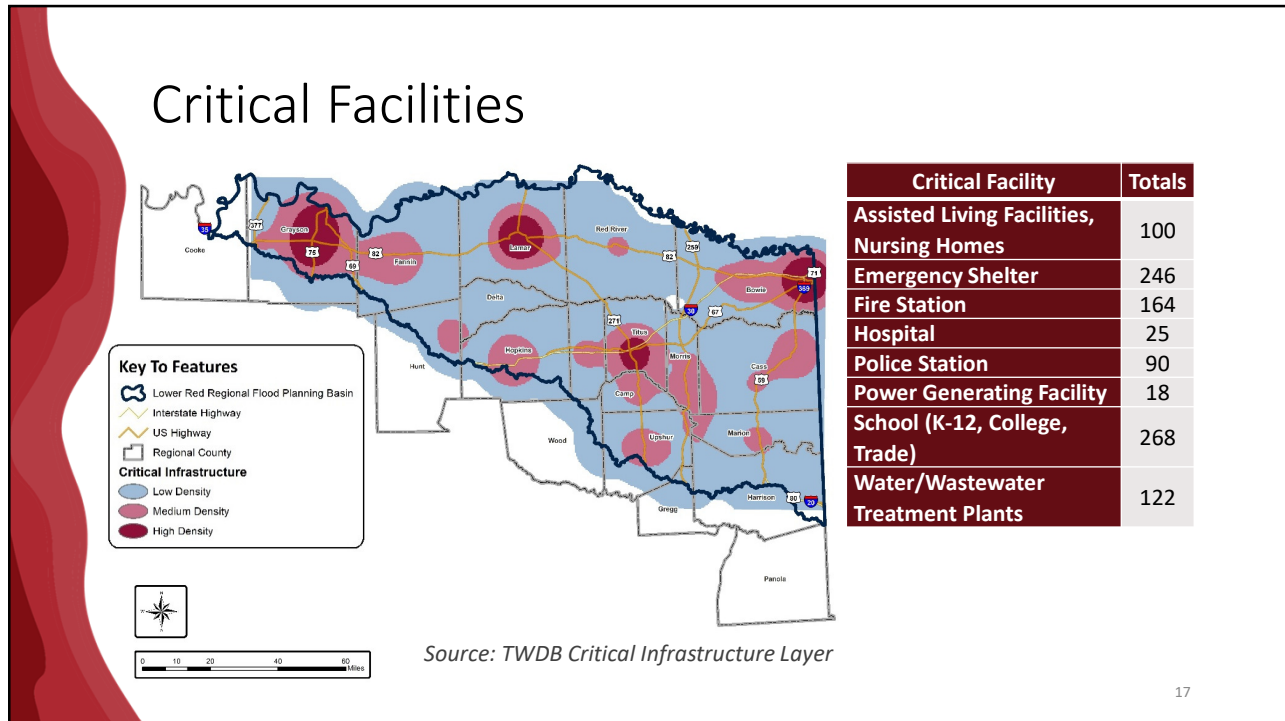 Critical Facilities
35
377
Cooke
Grayson
75
69
82
Fannin
Lamar
Red River
259
82
71
369
Bowie
Delta
30
67
271
Titus
Hopkins
Morris
Hunt
Cass
59
Camp
Wood
Upshur
Marion
Harrison
80
20
Gregg
Panola
Key To Features
Lower Red Regional Flood Planning Basin
Interstate Highway
US Highway
Regional County
Critical Infrastructure
Low Density
Medium Density
High Density
N
W
E
S
0 10 20 40 60
Miles
Source: TWDB Critical Infrastructure Layer
Critical Facility Totals
Assisted Living Facilities,
Nursing Homes 100
Emergency Shelter 246
Fire Station 164
Hospital 25
Police Station 90
Power Generating Facility 18
School (K-12, College,
Trade) 268
Water/Wastewater
Treatment Plants 122
17